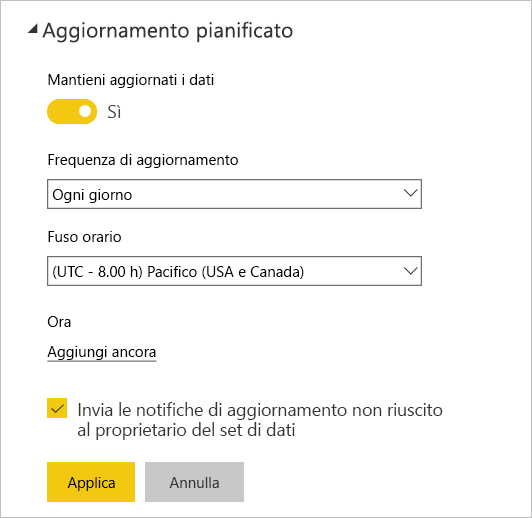 Aggiornamento pianificato
Mantieni aggiornati i dati
Sì
Frequenza di aggiornamento
Ogni giorno
Fuso orario
(UTC - 8.00 h) Pacifico (USA e Canada)
Ora
Aggiungi ancora
Invia le notifiche di aggiornamento non riuscito
al proprietario del set di dati
Applica
Annulla